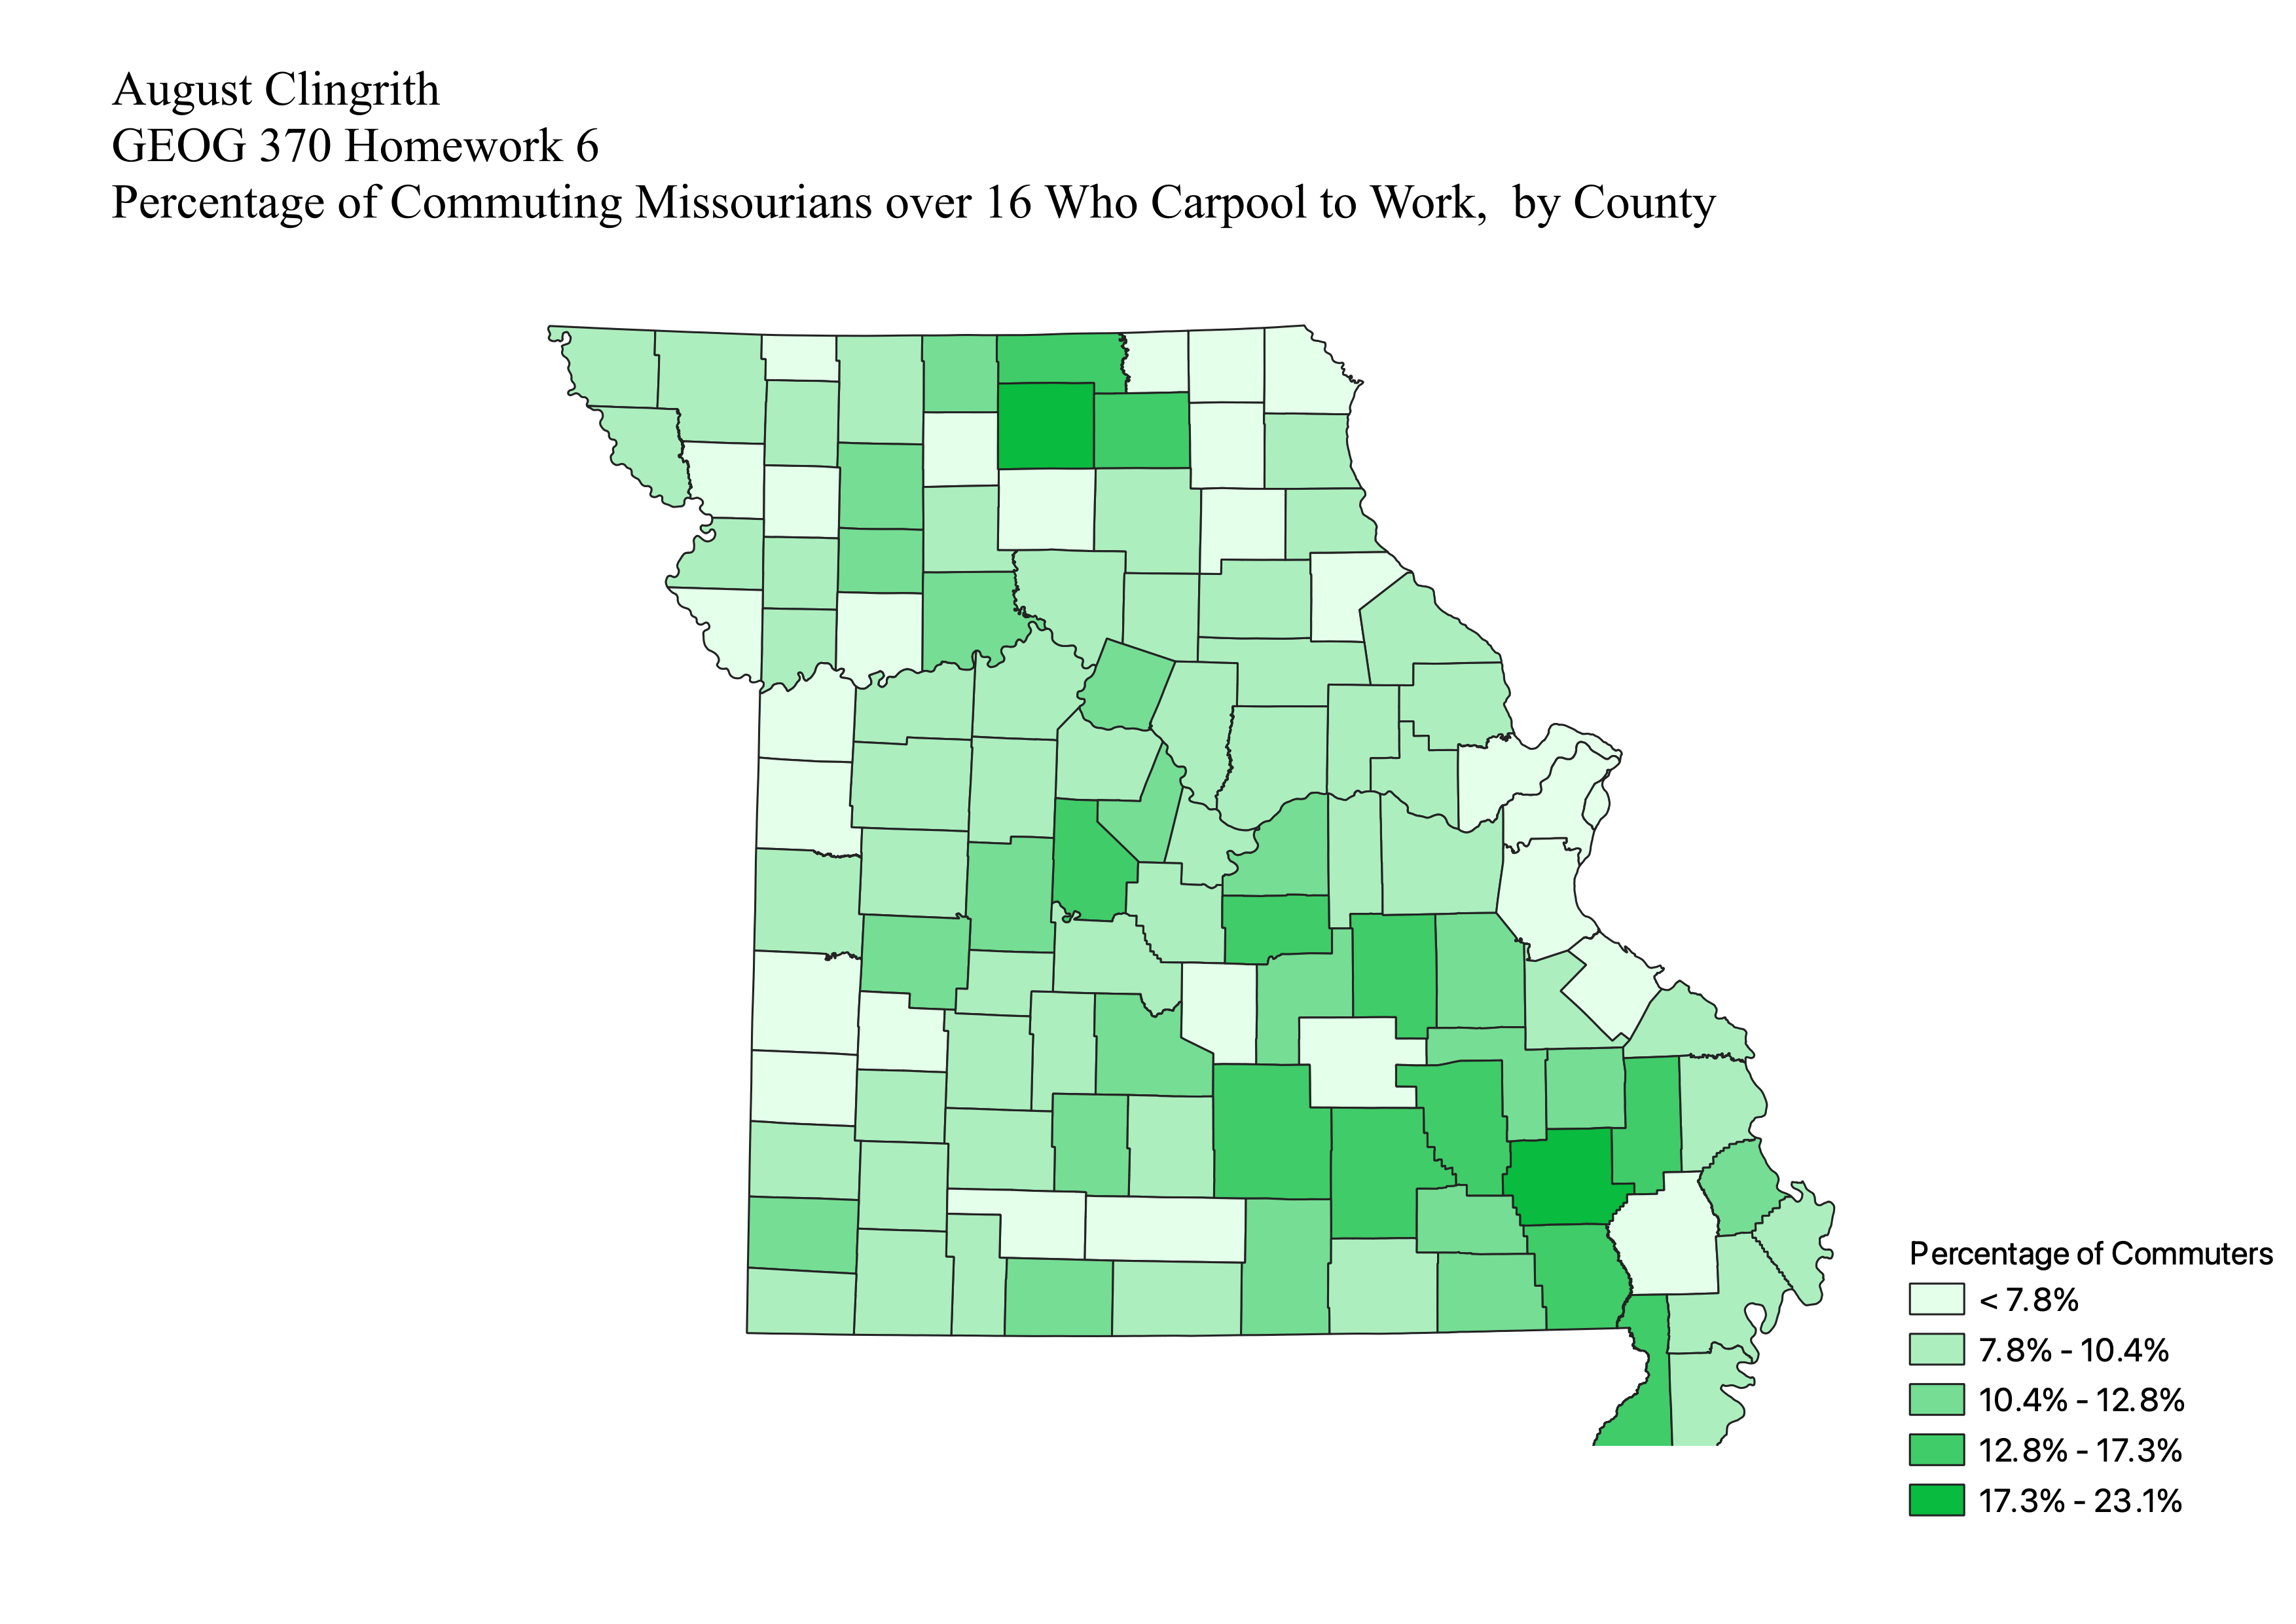 August Clingrith
GEOG 370 Homework 6
Percentage of Commuting Missourians over 16 Who Carpool to Work,  by County
Percentage of Commuters
< 7.8%
7.8% - 10.4%
10.4% - 12.8%
12.8% - 17.3%
17.3% - 23.1%